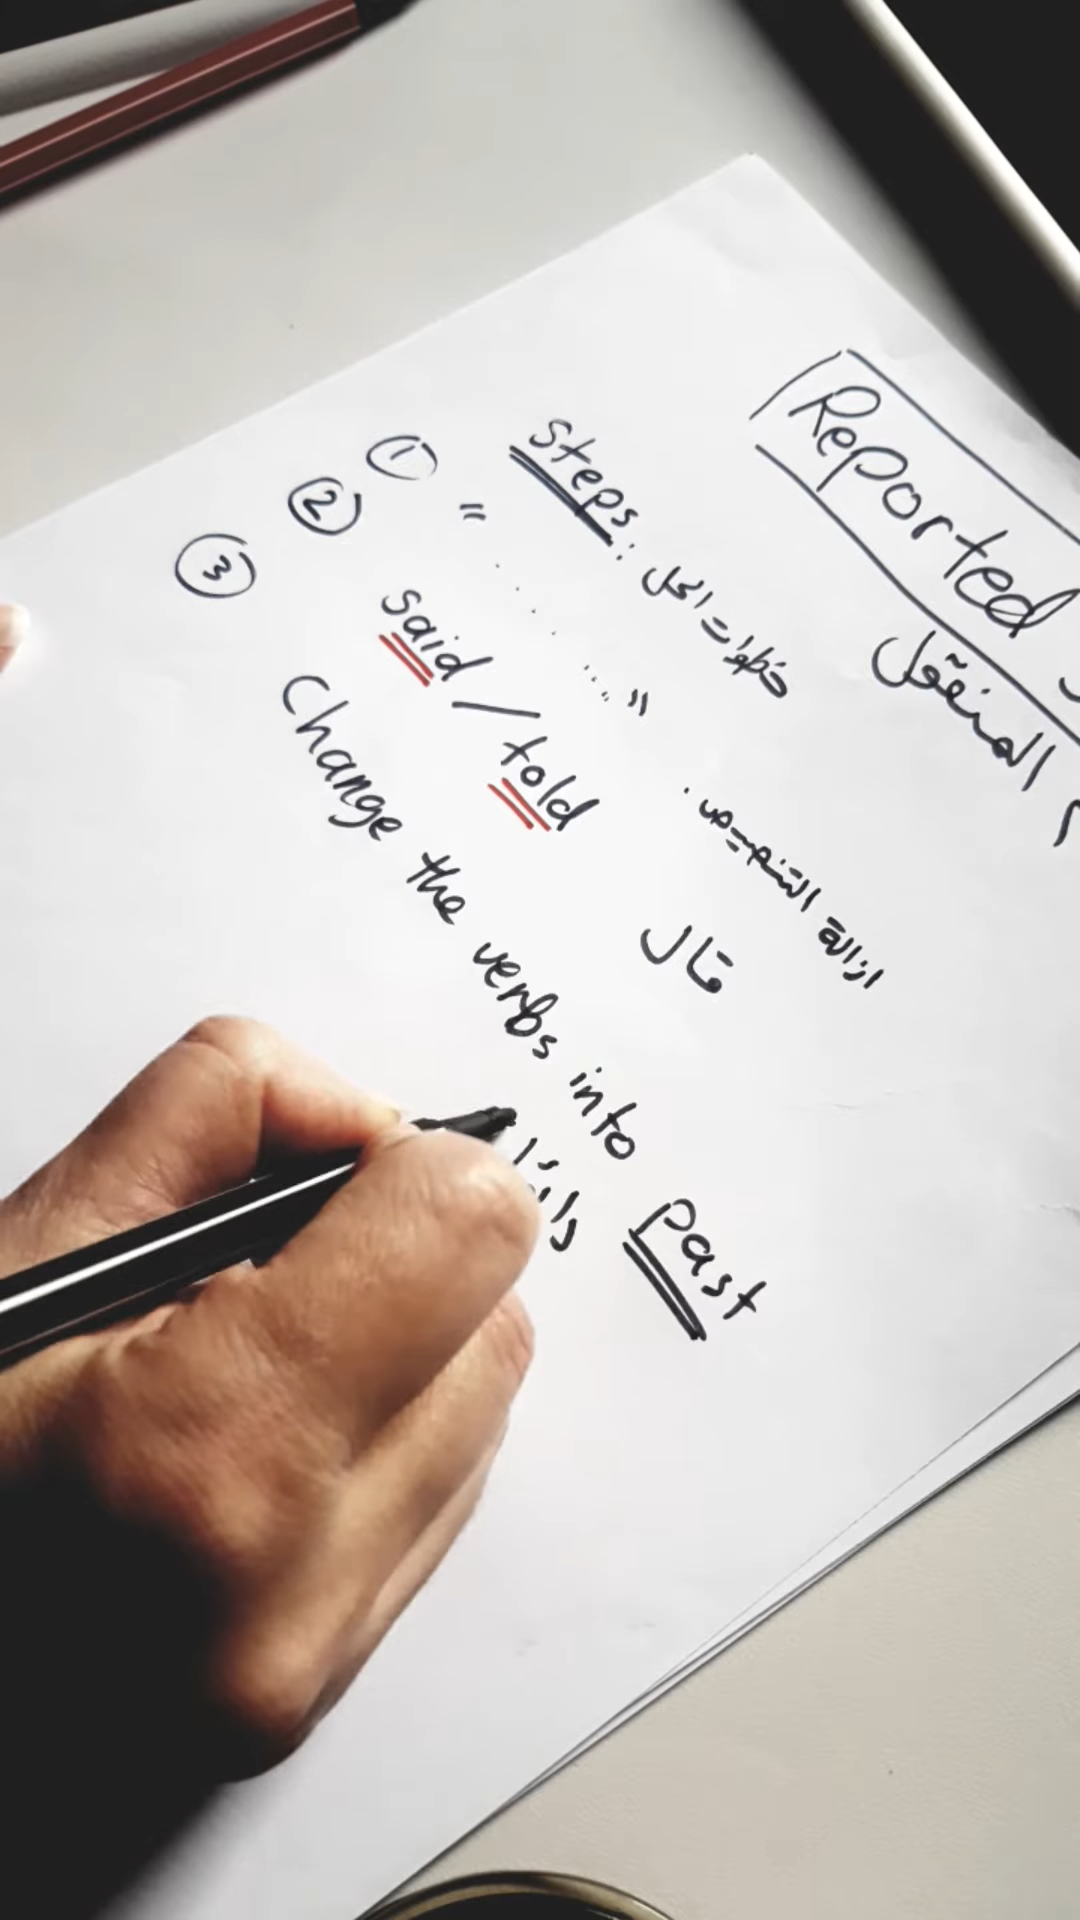 Reported
المنقول
Steps: خطوات الحل
① " ..... ...." ازالة التنصيص.
② said / told قال
③ Change the verbs into Past